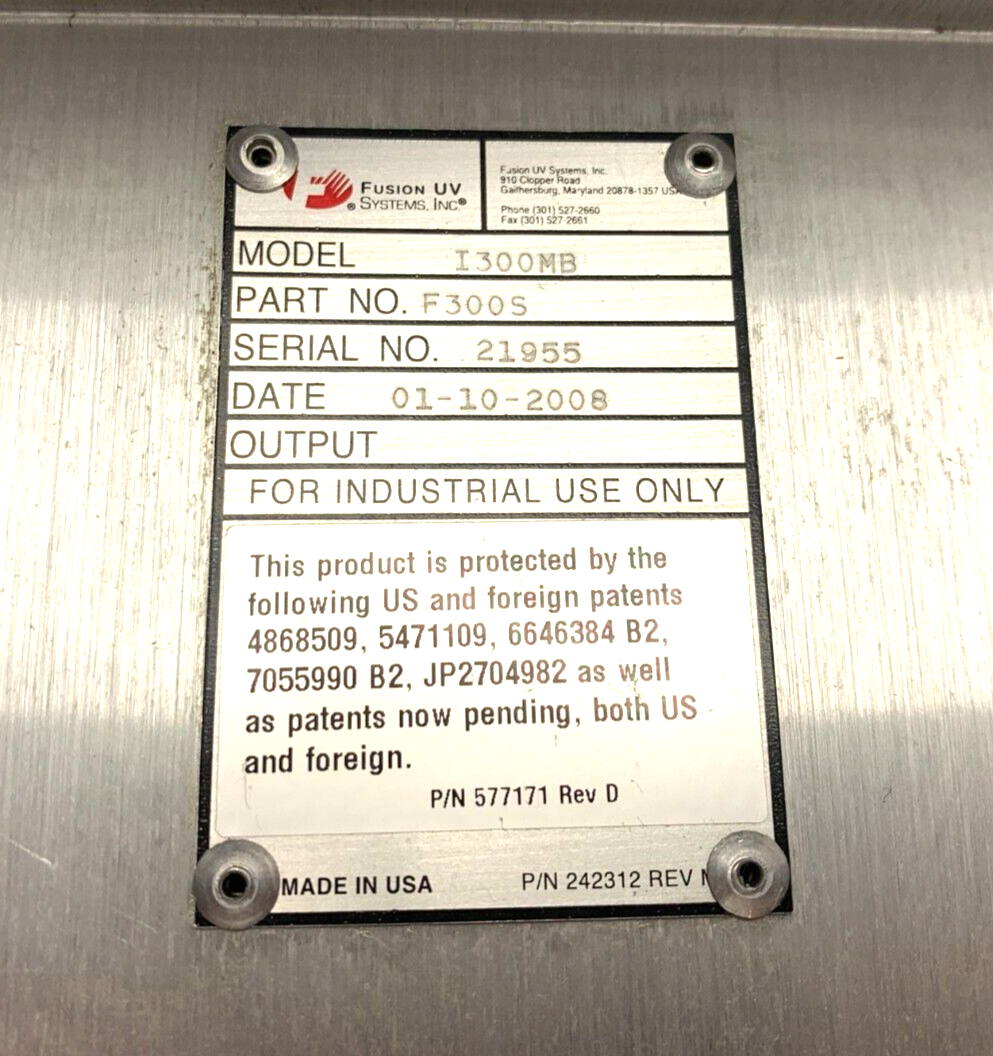 FUSION UV
® SYSTEMS, INC.®
Fusion UV Systems, Inc.
910 Clopper Road
Gaithersburg, Maryland 20878-1357
Phone (301) 527-2660
Fax (301) 527-2661
MODEL I300MB
PART NO. F300S
SERIAL NO. 21955
DATE 01-10-2008
OUTPUT
FOR INDUSTRIAL USE ONLY
This product is protected by the
following US and foreign patents
4868509, 5471109, 6646384 B2,
7055990 B2, JP2704982 as well
as patents now pending, both US
and foreign.
P/N 577171 Rev D
MADE IN USA
P/N 242312 REV